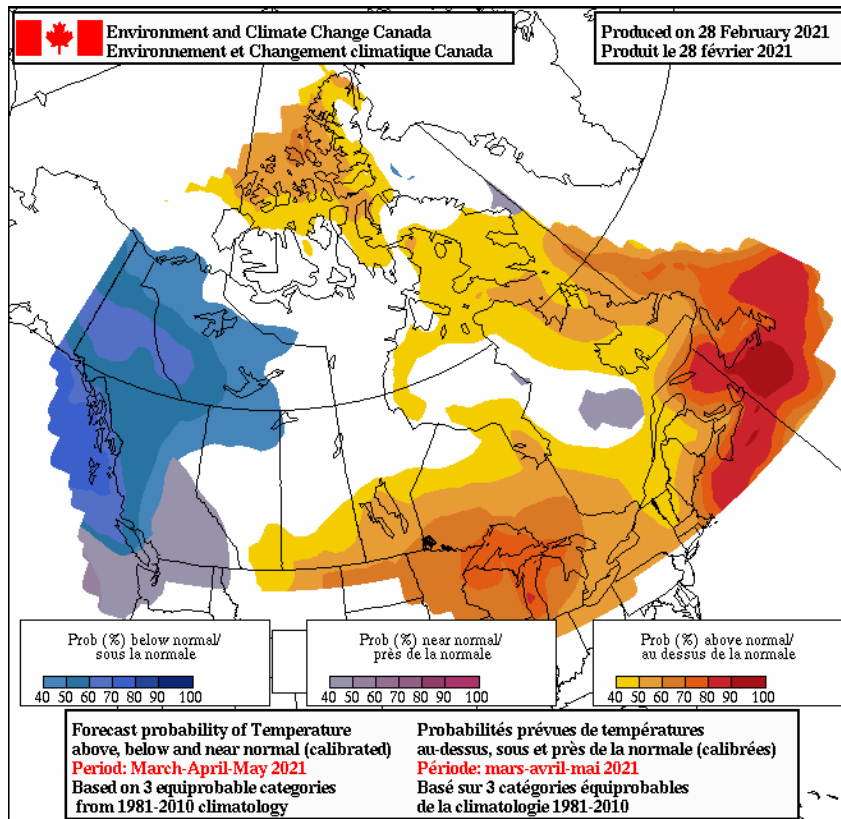 Environment and Climate Change Canada
Environnement et Changement climatique Canada
Produced on 28 February 2021
Produit le 28 février 2021
Prob (%) below normal/
sous la normale
40 50 60 70 80 100
Prob (%) near normal/
près de la normale
40 50 60 70 80 90 100
Prob (%) above normal/
au dessus de la normale
40 50 60 70 80 90 100
Forecast probability of Temperature
above, below and near normal (calibrated)
Period: March-April-May 2021
Based on 3 equiprobable categories
from 1981-2010 climatology
Probabilités prévues de températures
au-dessus, sous et près de la normale (calibrées)
Période: mars-avril-mai 2021
Basé sur 3 catégories équiprobables
de la climatologie 1981-2010